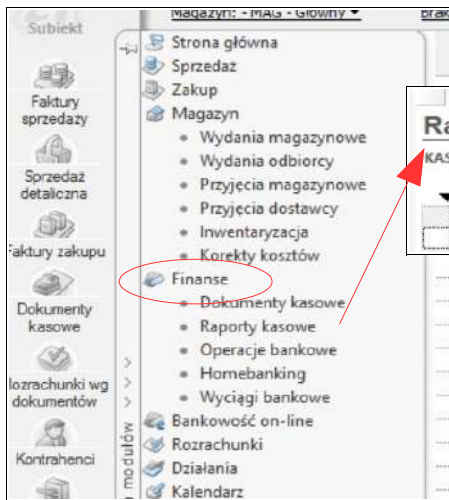 Subiekt
Faktury
sprzedaży
Sprzedaż
detaliczna
Faktury zakupu
Dokumenty
kasowe
lozrachunki wg
dokumentów
Kontrahenci
modułów
Magazyn: - MAG - Główny
Strona główna
Sprzedaż
Zakup
Magazyn
Wydania magazynowe
Wydania odbiorcy
Przyjęcia magazynowe
Przyjęcia dostawcy
Inwentaryzacja
Korekty kosztów
Finanse
Dokumenty kasowe
Raporty kasowe
Operacje bankowe
Homebanking
Wyciągi bankowe
Bankowość on-line
Rozrachunki
Działania
Kalendarz
Ra
KAS